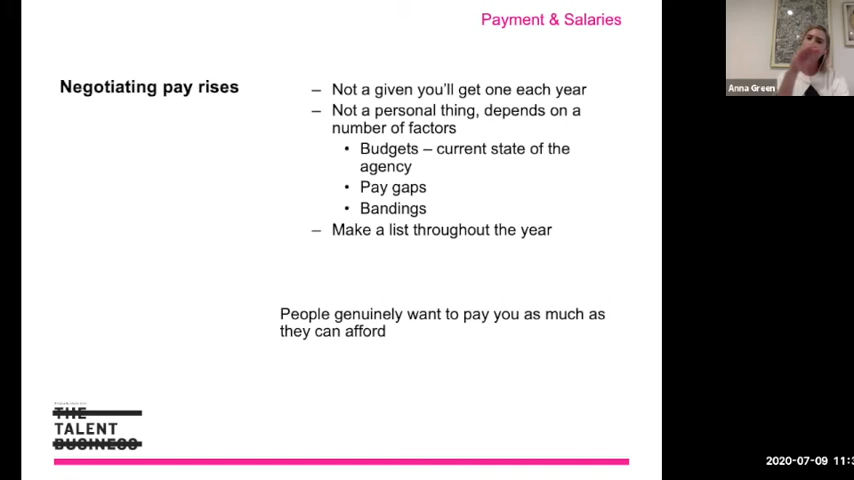 Payment & Salaries
Negotiating pay rises
– Not a given you'll get one each year
– Not a personal thing, depends on a
number of factors
• Budgets – current state of the
agency
• Pay gaps
• Bandings
– Make a list throughout the year
People genuinely want to pay you as much as
they can afford
THE
TALENT
BUSINESS
Anna Green
2020-07-09 11:3